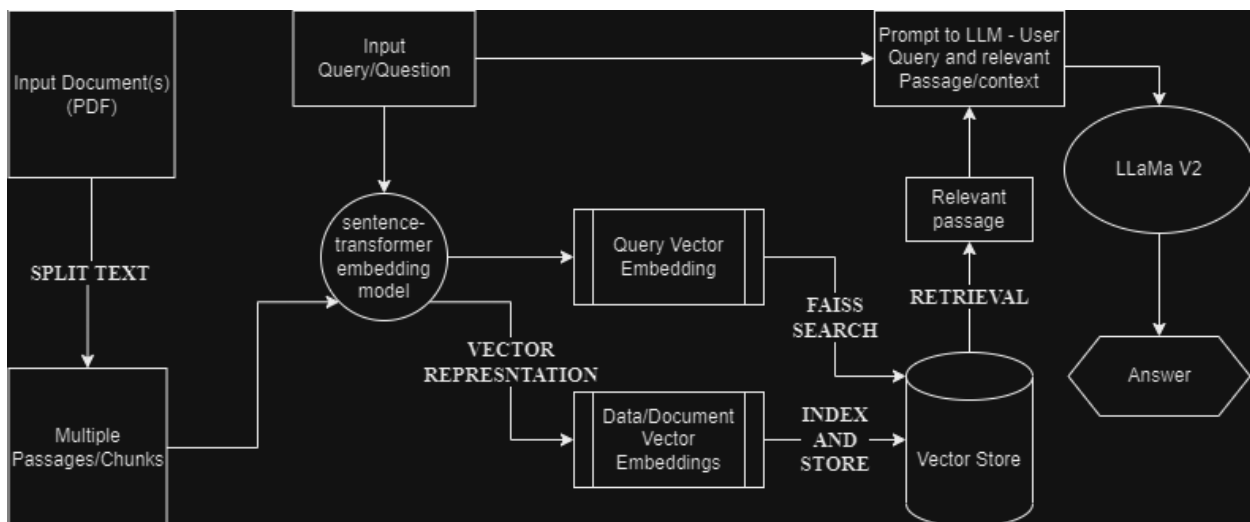 Input Document(s)
(PDF)
Input
Query/Question
Prompt to LLM - User
Query and relevant
Passage/context
LLaMa V2
Relevant
passage
sentence-
transformer
embedding
model
Query Vector
Embedding
SPLIT TEXT
FAISS
SEARCH
RETRIEVAL
VECTOR
REPRESNTATION
Answer
Multiple
Passages/Chunks
Data/Document
Vector
Embeddings
INDEX
AND
STORE
Vector Store